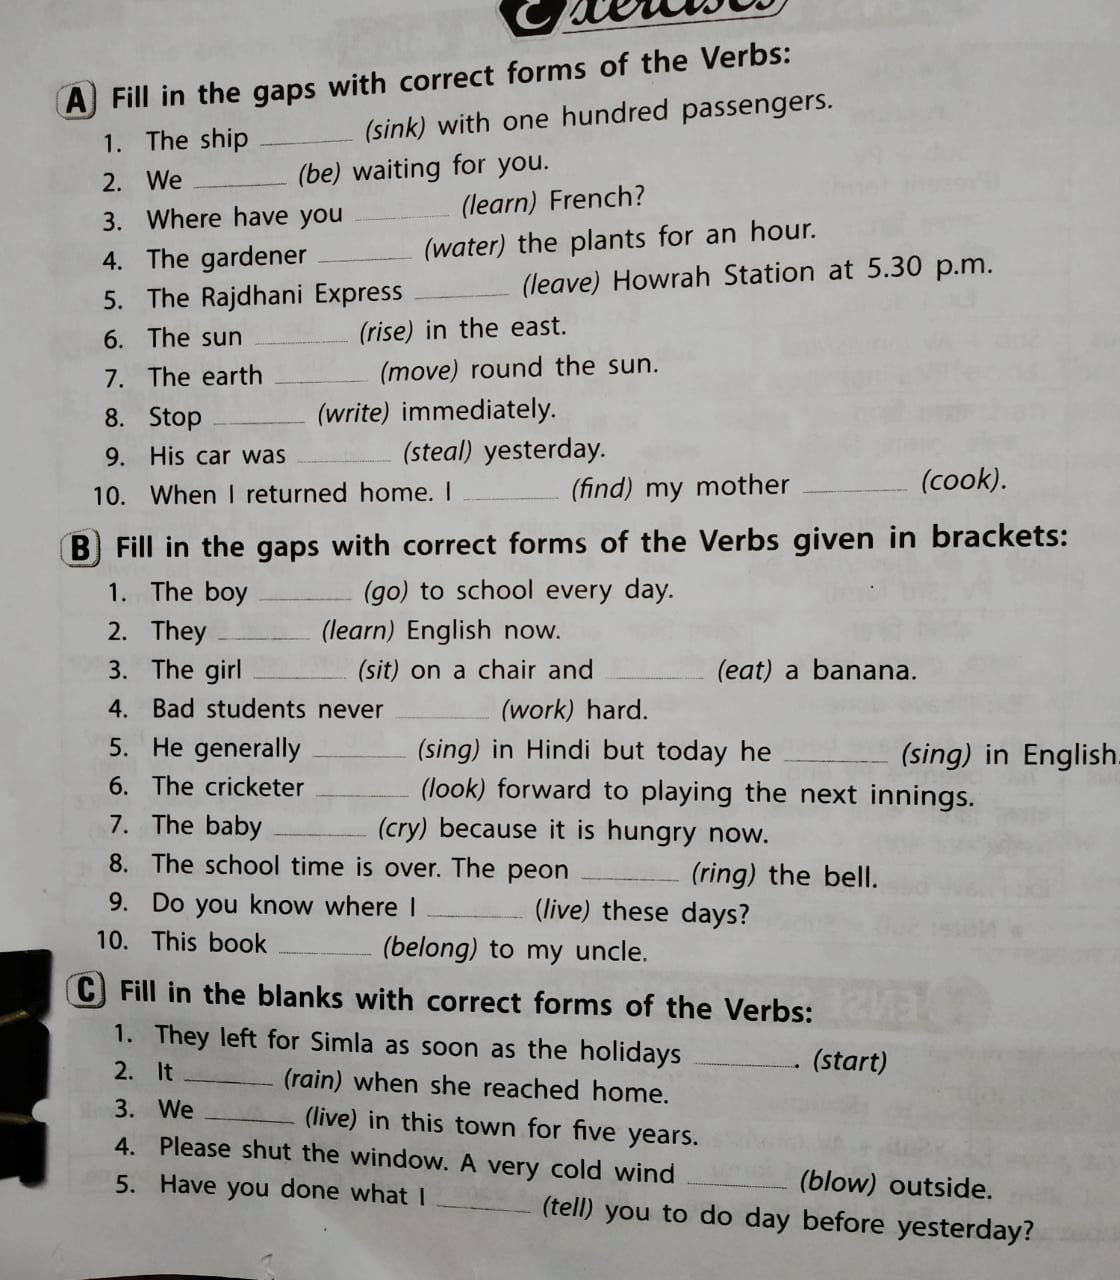 Exercises
A Fill in the gaps with correct forms of the Verbs:
1. The ship ________ (sink) with one hundred passengers.
2. We ________ (be) waiting for you.
3. Where have you ________ (learn) French?
4. The gardener ________ (water) the plants for an hour.
5. The Rajdhani Express ________ (leave) Howrah Station at 5.30 p.m.
6. The sun ________ (rise) in the east.
7. The earth ________ (move) round the sun.
8. Stop ________ (write) immediately.
9. His car was ________ (steal) yesterday.
10. When I returned home. I ________ (find) my mother ________ (cook).
B Fill in the gaps with correct forms of the Verbs given in brackets:
1. The boy ________ (go) to school every day.
2. They ________ (learn) English now.
3. The girl ________ (sit) on a chair and ________ (eat) a banana.
4. Bad students never ________ (work) hard.
5. He generally ________ (sing) in Hindi but today he ________ (sing) in English.
6. The cricketer ________ (look) forward to playing the next innings.
7. The baby ________ (cry) because it is hungry now.
8. The school time is over. The peon ________ (ring) the bell.
9. Do you know where I ________ (live) these days?
10. This book ________ (belong) to my uncle.
C Fill in the blanks with correct forms of the Verbs:
1. They left for Simla as soon as the holidays ________. (start)
2. It ________ (rain) when she reached home.
3. We ________ (live) in this town for five years.
4. Please shut the window. A very cold wind ________ (blow) outside.
5. Have you done what I ________ (tell) you to do day before yesterday?